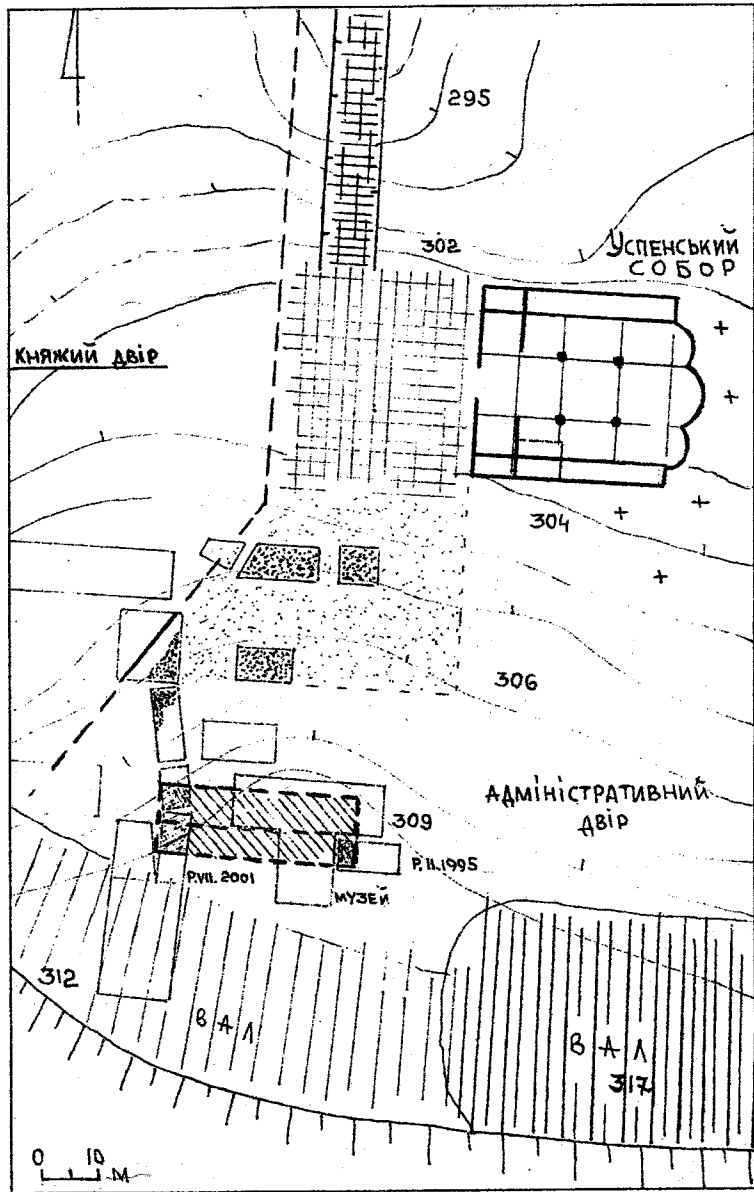 295
302
УСПЕНСЬКИЙ
СОБОР
КНЯЖИЙ ДВІР
304
306
АДМІНІСТРАТИВНИЙ
ДВІР
309
Р.II.1995
Р.VII.2001
МУЗЕЙ
312
ВАЛ
ВАЛ
317
0 10 М